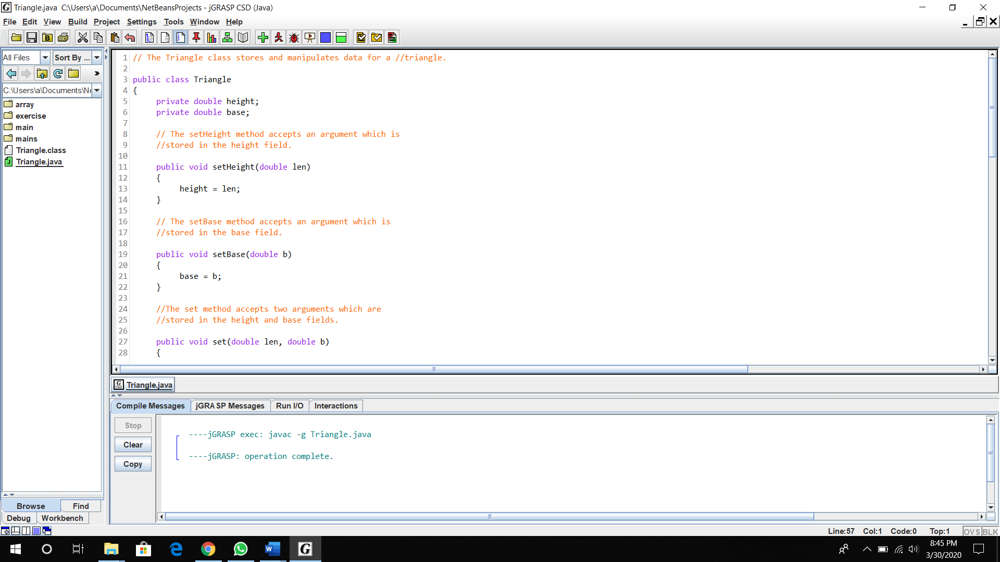 Triangle.java  C:\Users\a\Documents\NetBeansProjects - jGRASP CSD (Java)
File Edit View Build Project Settings Tools Window Help
All Files Sort By ...
C:\Users\a\Documents\Ne
array
exercise
main
mains
Triangle.class
Triangle.java
Browse Find
Debug Workbench
1 // The Triangle class stores and manipulates data for a //triangle.
2
3 public class Triangle
4 {
5 private double height;
6 private double base;
7
8 // The setHeight method accepts an argument which is
9 //stored in the height field.
10
11 public void setHeight(double len)
12 {
13 height = len;
14 }
15
16 // The setBase method accepts an argument which is
17 //stored in the base field.
18
19 public void setBase(double b)
20 {
21 base = b;
22 }
23
24 //The set method accepts two arguments which are
25 //stored in the height and base fields.
26
27 public void set(double len, double b)
28 {
Triangle.java
Compile Messages jGRASP Messages Run I/O Interactions
Stop
Clear
Copy
----jGRASP exec: javac -g Triangle.java
----jGRASP: operation complete.
Line:57 Col:1 Code:0 Top:1 OVS BLK
8:45 PM
3/30/2020